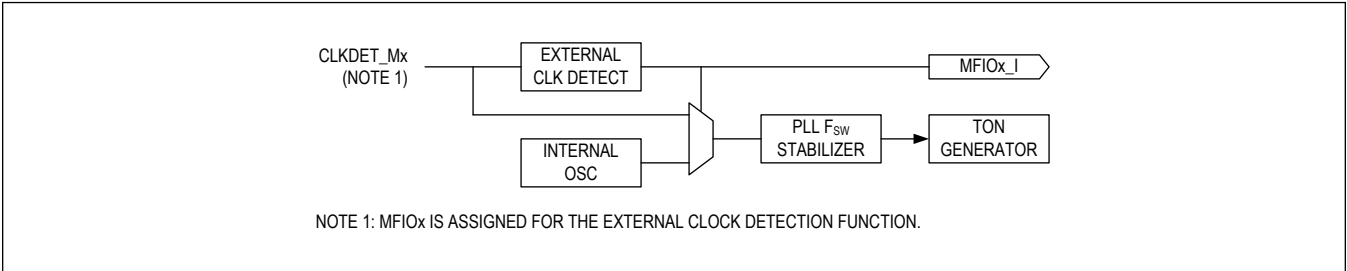 CLKDET_Mx
(NOTE 1)
EXTERNAL
CLK DETECT
MFIOx_I
INTERNAL
OSC
PLL FSW
STABILIZER
TON
GENERATOR
NOTE 1: MFIOx IS ASSIGNED FOR THE EXTERNAL CLOCK DETECTION FUNCTION.